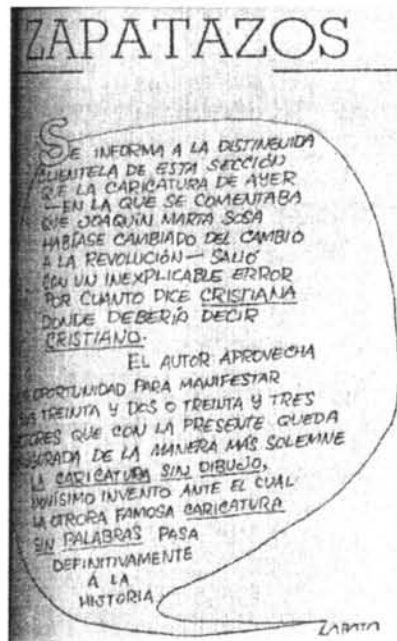 ZAPATAZOS
SE INFORMA A LA DISTINGUIDA
CLIENTELA DE ESTA SECCIÓN
QUE LA CARICATURA DE AYER
—EN LA QUE SE COMENTABA
QUE JOAQUÍN MARTA SOSA
HABÍASE CAMBIADO DEL CAMBIO
A LA REVOLUCIÓN— SALIÓ
CON UN INEXPLICABLE ERROR
POR CUANTO DICE CRISTIANA
DONDE DEBERÍA DECIR
CRISTIANO.
EL AUTOR APROVECHA
OPORTUNIDAD PARA MANIFESTAR
TREINTA Y DOS O TREINTA Y TRES
QUE CON LA PRESENTE QUEDA
DE LA MANERA MÁS SOLEMNE
LA CARICATURA SIN DIBUJO,
NOVÍSIMO INVENTO ANTE EL CUAL
LA OTRORA FAMOSA CARICATURA
SIN PALABRAS PASA
DEFINITIVAMENTE
A LA
HISTORIA
ZAPATA